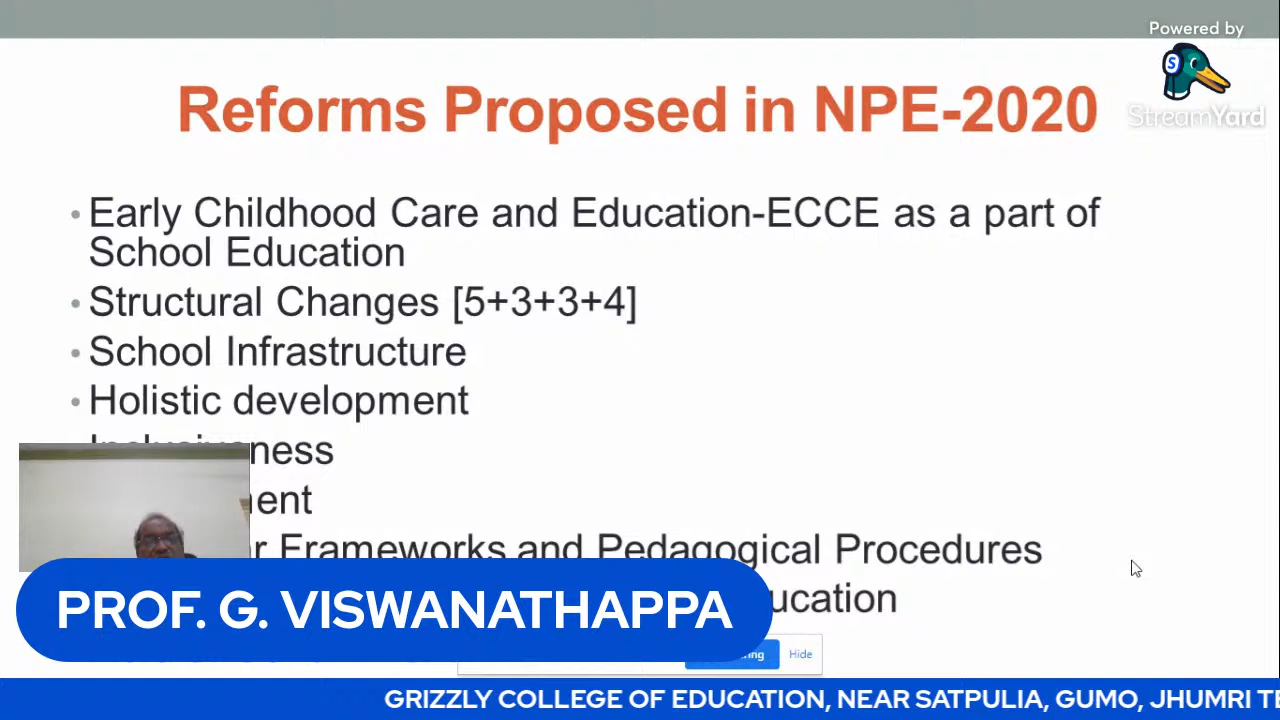 Powered by
StreamYard
Reforms Proposed in NPE-2020
• Early Childhood Care and Education-ECCE as a part of
School Education
• Structural Changes [5+3+3+4]
• School Infrastructure
• Holistic development
Inclusiveness
Frameworks and Pedagogical Procedures
PROF. G. VISWANATHAPPA
Hide
GRIZZLY COLLEGE OF EDUCATION, NEAR SATPULIA, GUMO, JHUMRI